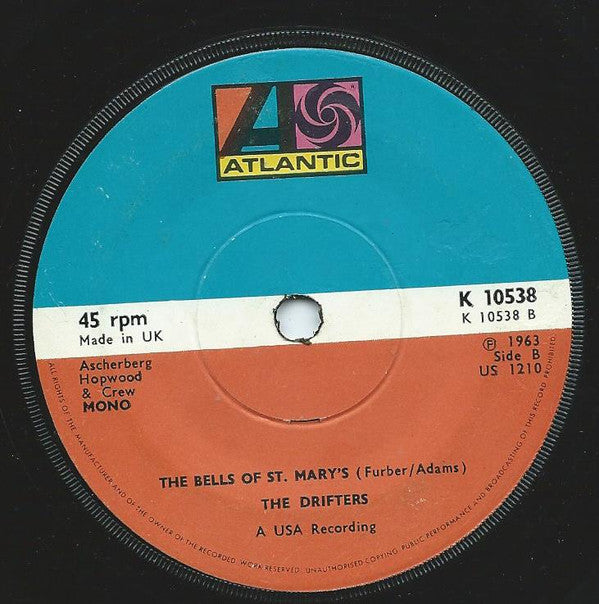 ATLANTIC
45 rpm
Made in UK
K 10538
K 10538 B
Ascherberg
Hopwood
& Crew
MONO
℗ 1963
Side B
US 1210
THE BELLS OF ST. MARY'S (Furber/Adams)
THE DRIFTERS
A USA Recording
ALL RIGHTS OF THE MANUFACTURER AND OF THE OWNER OF THE RECORDED WORK RESERVED. UNAUTHORISED COPYING PUBLIC PERFORMANCE AND BROADCASTING OF THIS RECORD PROHIBITED